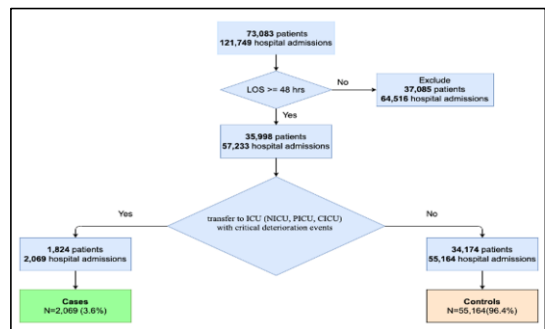 73,083 patients
121,749 hospital admissions
LOS >= 48 hrs
No
Exclude
37,085 patients
64,516 hospital admissions
Yes
35,998 patients
57,233 hospital admissions
transfer to ICU (NICU, PICU, CICU)
with critical deterioration events
Yes
No
1,824 patients
2,069 hospital admissions
34,174 patients
55,164 hospital admissions
Cases
N=2,069 (3.6%)
Controls
N=55,164(96.4%)